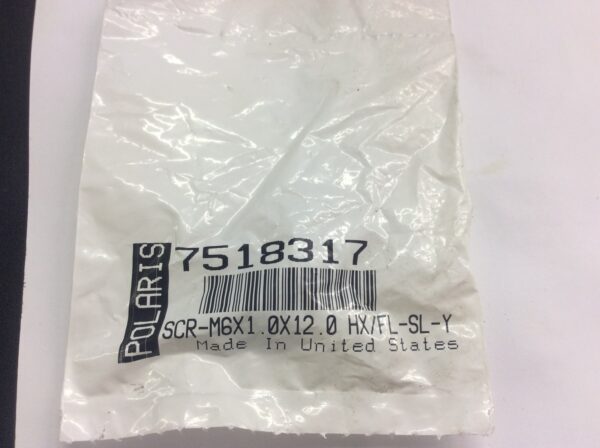 POLARIS
7518317
SCR-M6X1.0X12.0 HX/FL-SL-Y
Made In United States